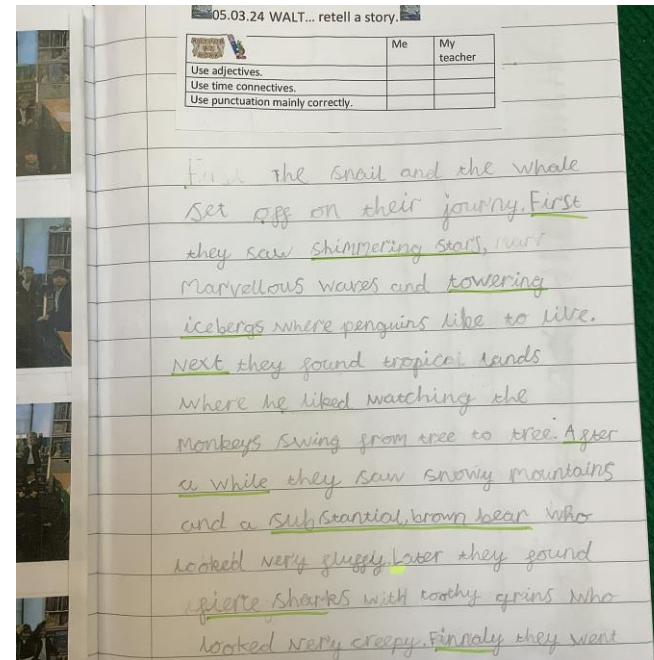 05.03.24 WALT... retell a story.
Me My teacher
Use adjectives.
Use time connectives.
Use punctuation mainly correctly.
The snail and the whale
set off on their journy. First
they saw shimmering stars,
marvellous waves and towering
icebergs where penguins like to live.
Next they found tropical lands
where he liked watching the
monkeys swing from tree to tree. After
a while they saw snowy mountains
and a substantial, brown bear who
looked very fluffy. Later they found
fierte sharks with toothy grins who
looked very creepy. Finnaly they went